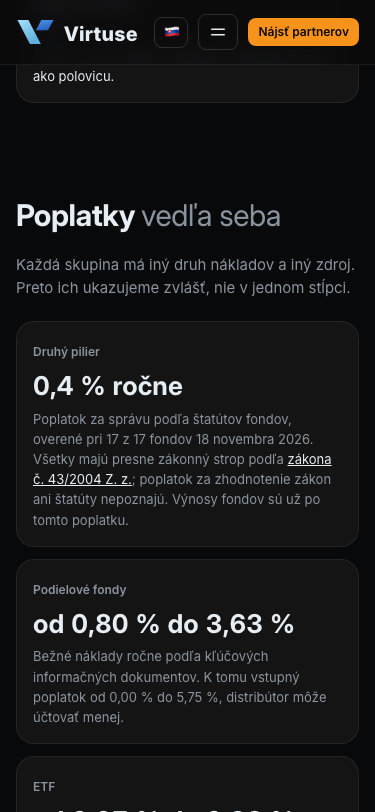 Virtuse
Nájsť partnerov
ako polovicu.
Poplatky vedľa seba
Každá skupina má iný druh nákladov a iný zdroj.
Preto ich ukazujeme zvlášť, nie v jednom stĺpci.
Druhý pilier
0,4 % ročne
Poplatok za správu podľa štatútov fondov,
overené pri 17 z 17 fondov 18 novembra 2026.
Všetky majú presne zákonný strop podľa zákona
č. 43/2004 Z. z.; poplatok za zhodnotenie zákon
ani štatúty nepoznajú. Výnosy fondov sú už po
tomto poplatku.
Podielové fondy
od 0,80 % do 3,63 %
Bežné náklady ročne podľa kľúčových
informačných dokumentov. K tomu vstupný
poplatok od 0,00 % do 5,75 %, distribútor môže
účtovať menej.
ETF